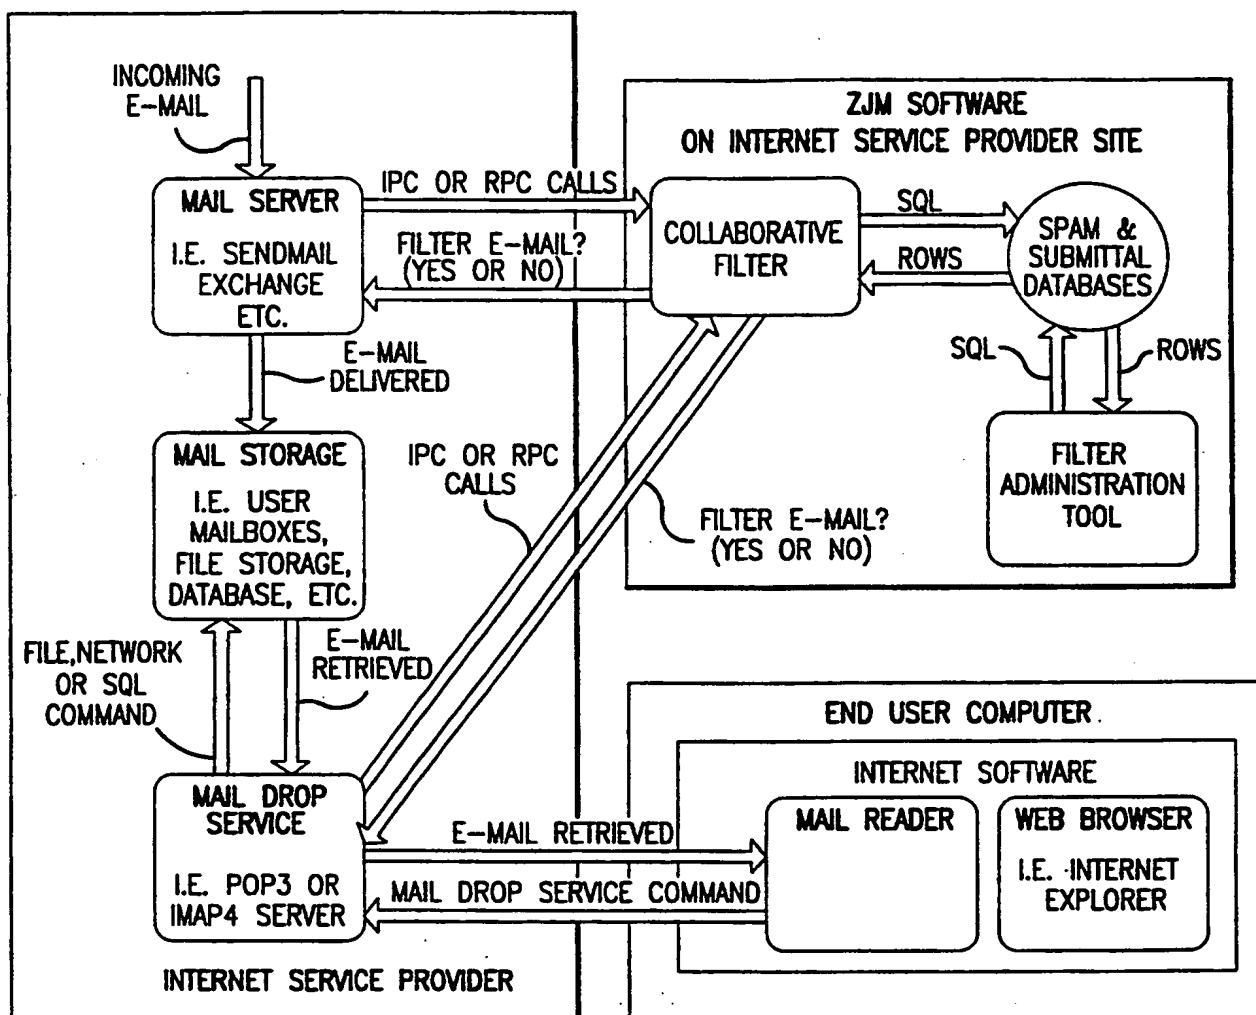 INCOMING
E-MAIL
MAIL SERVER
I.E. SENDMAIL
EXCHANGE
ETC.
IPC OR RPC CALLS
FILTER E-MAIL?
(YES OR NO)
E-MAIL
DELIVERED
MAIL STORAGE
I.E. USER
MAILBOXES,
FILE STORAGE,
DATABASE, ETC.
FILE,NETWORK
OR SQL
COMMAND
E-MAIL
RETRIEVED
MAIL DROP
SERVICE
I.E. POP3 OR
IMAP4 SERVER
INTERNET SERVICE PROVIDER
ZJM SOFTWARE
ON INTERNET SERVICE PROVIDER SITE
COLLABORATIVE
FILTER
SQL
ROWS
SPAM &
SUBMITTAL
DATABASES
SQL
ROWS
FILTER
ADMINISTRATION
TOOL
IPC OR RPC
CALLS
FILTER E-MAIL?
(YES OR NO)
E-MAIL RETRIEVED
MAIL DROP SERVICE COMMAND
END USER COMPUTER
INTERNET SOFTWARE
MAIL READER
WEB BROWSER
I.E. INTERNET
EXPLORER